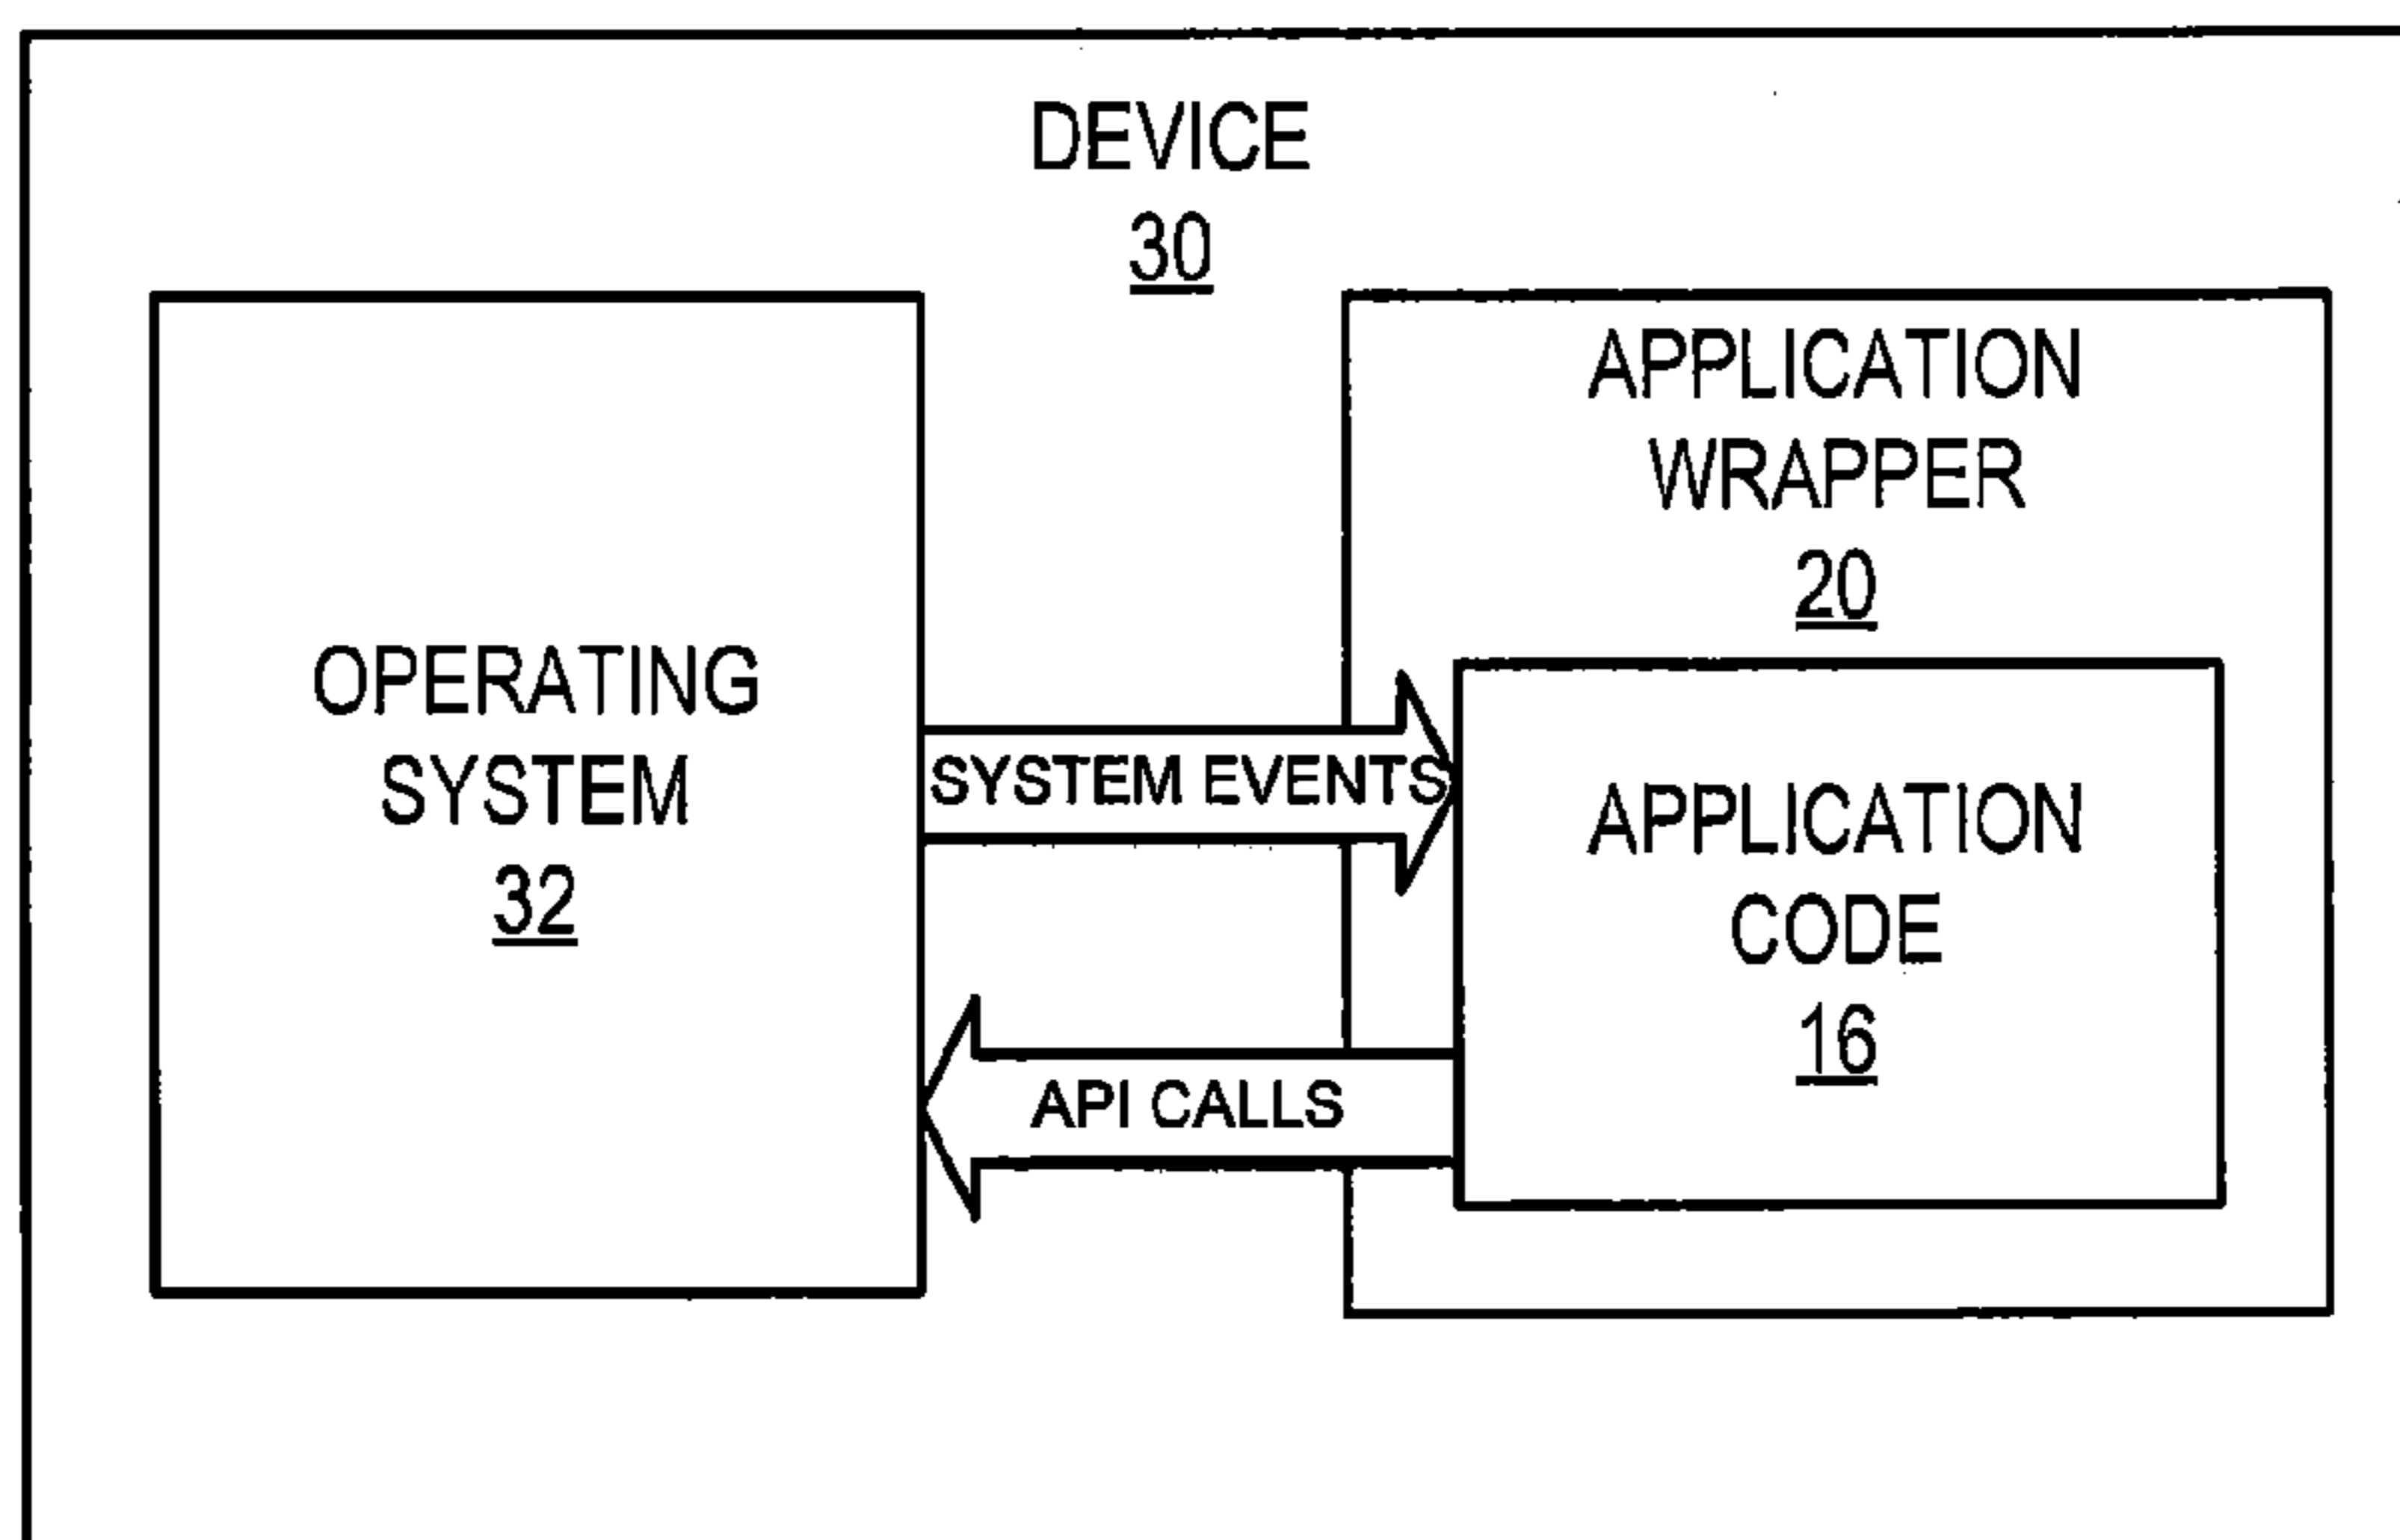 DEVICE
30
OPERATING
SYSTEM
32
SYSTEM EVENTS
API CALLS
APPLICATION
WRAPPER
20
APPLICATION
CODE
16